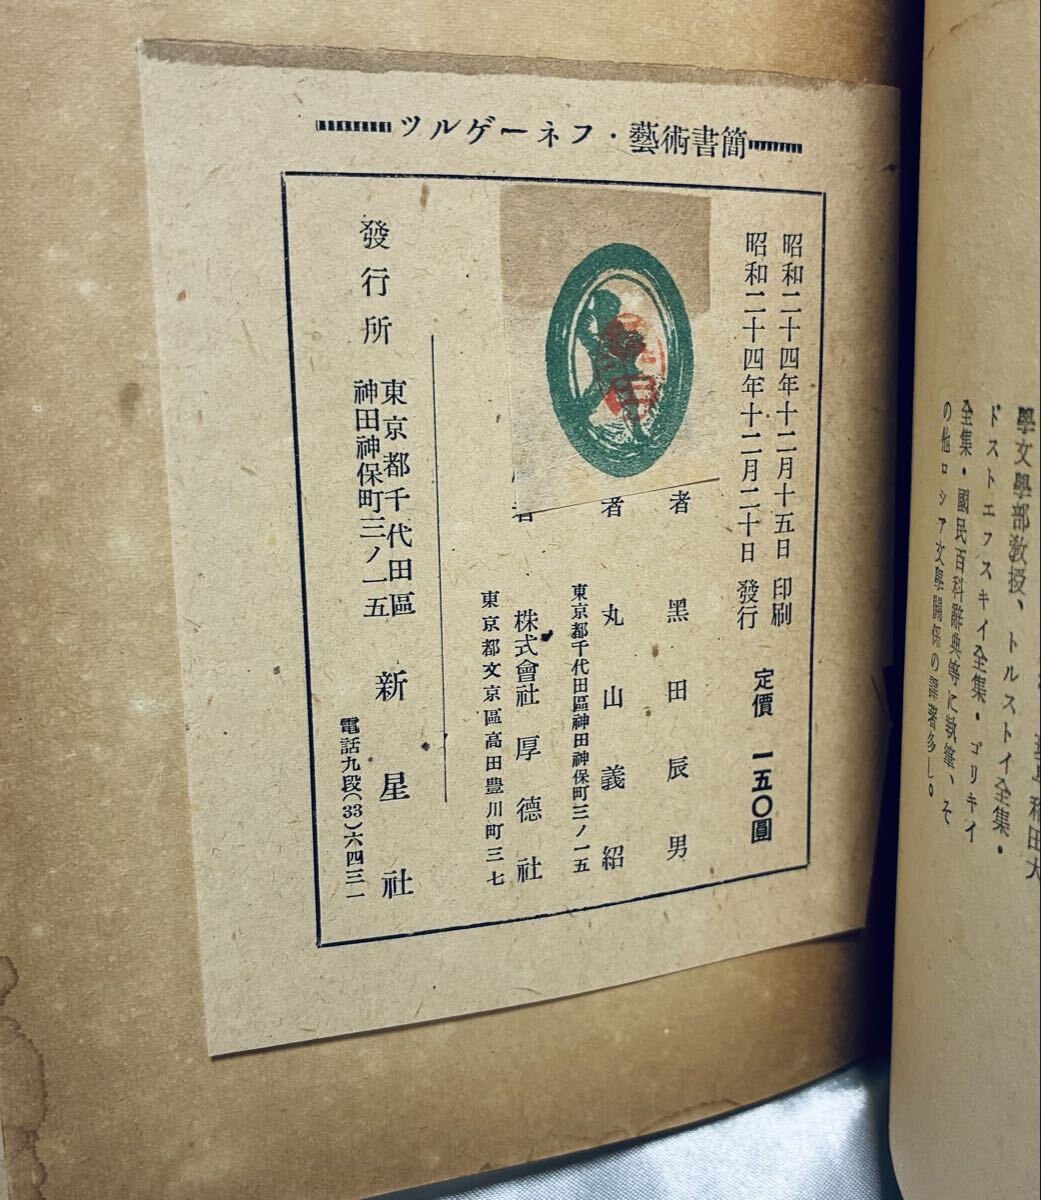 ツルゲーネフ・藝術書簡
昭和二十四年十二月十五日 印刷
昭和二十四年十二月二十日 發行
定價 一五〇圓
者 黑田辰男
者 丸山義紹
東京都千代田區神田神保町三ノ一五
者 株式會社 厚德社
東京都文京區高田豊川町三七
發行所
東京都千代田區
神田神保町三ノ一五
新星社
電話九段(33)六四三一
稻田大
學文學部敎授、トルストイ全集・
ドストエフスキイ全集・ゴリキイ
全集・國民百科辭典等に執筆、そ
の他ロシア文學關係の譯著多し。